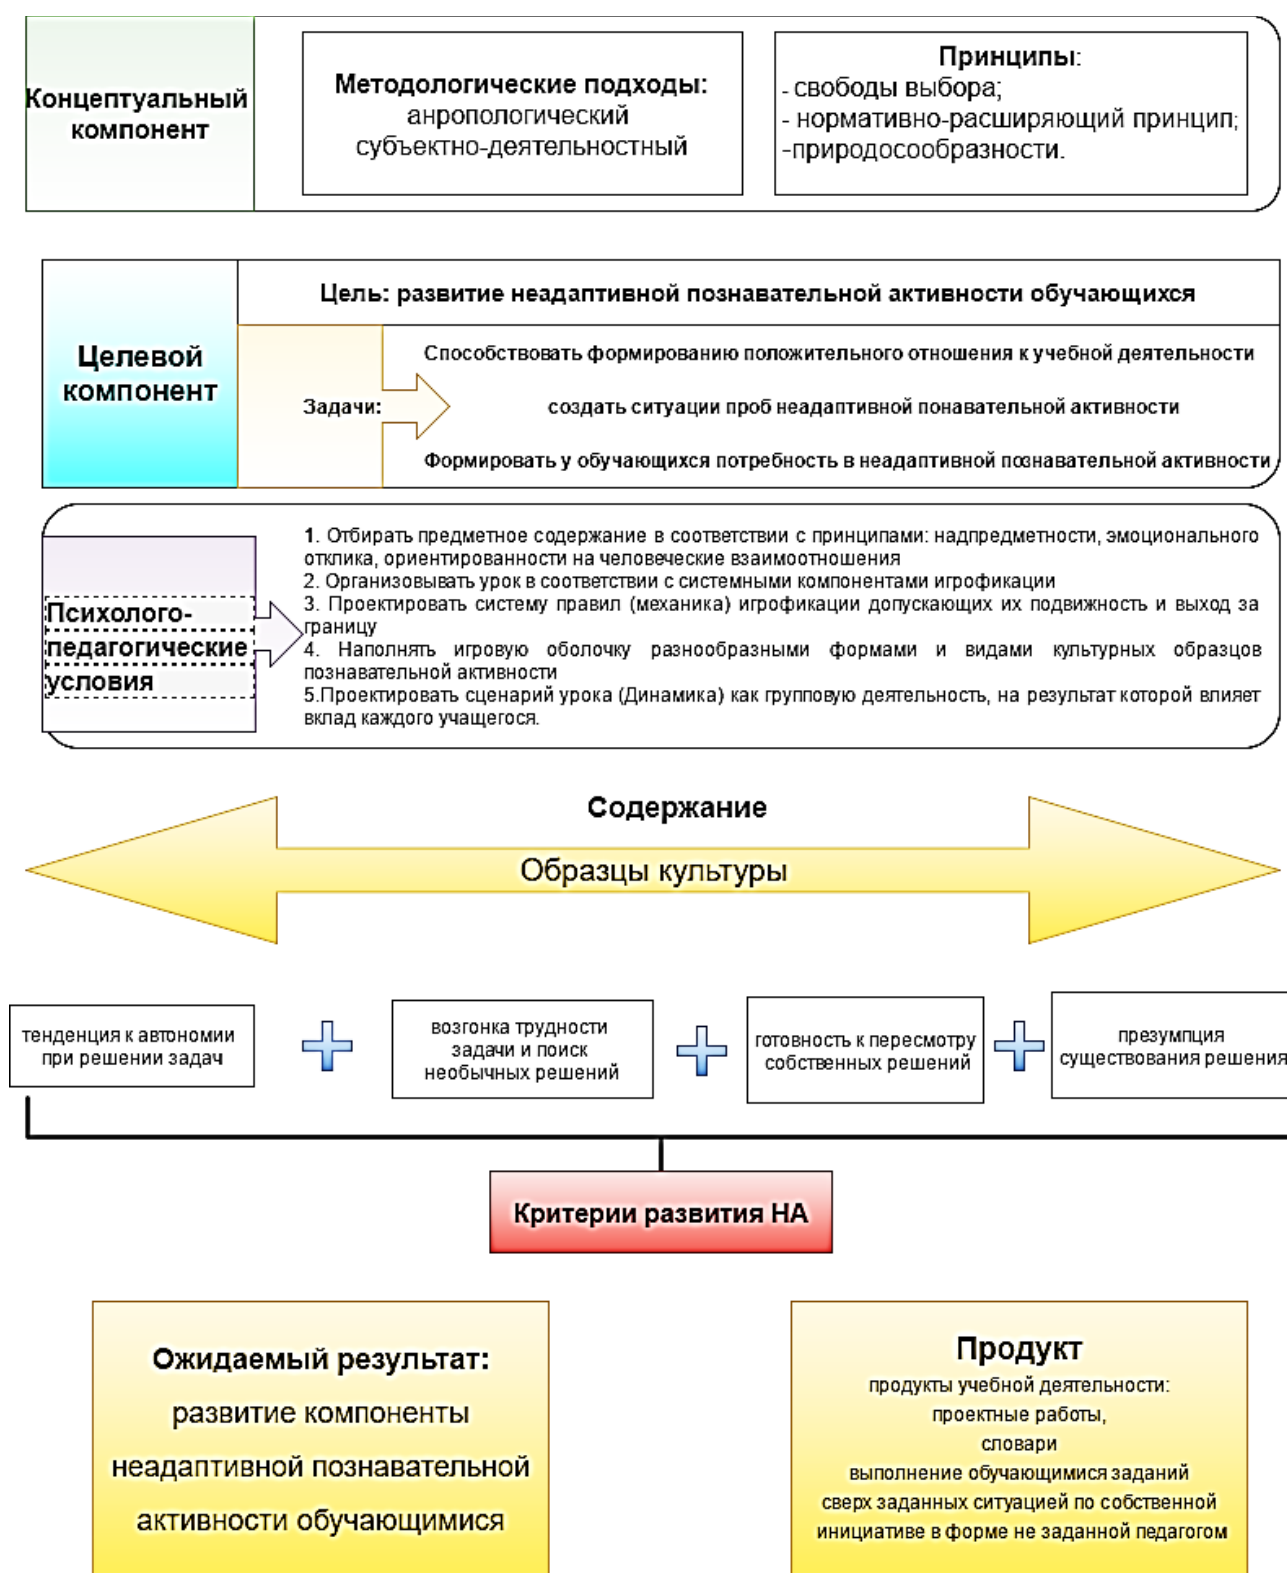 Концептуальный
компонент
Методологические подходы:
анропологический
субъектно-деятельностный
Принципы:
- свободы выбора;
- нормативно-расширяющий принцип;
-природосообразности.
Целевой
компонент
Цель: развитие неадаптивной познавательной активности обучающихся
Задачи:
Способствовать формированию положительного отношения к учебной деятельности
создать ситуации проб неадаптивной понавательной активности
Формировать у обучающихся потребность в неадаптивной познавательной активности
Психолого-
педагогические
условия
1. Отбирать предметное содержание в соответствии с принципами: надпредметности, эмоционального
отклика, ориентированности на человеческие взаимоотношения
2. Организовывать урок в соответствии с системными компонентами игрофикации
3. Проектировать систему правил (механика) игрофикации допускающих их подвижность и выход за
границу
4. Наполнять игровую оболочку разнообразными формами и видами культурных образцов
познавательной активности
5.Проектировать сценарий урока (Динамика) как групповую деятельность, на результат которой влияет
вклад каждого учащегося.
Содержание
Образцы культуры
тенденция к автономии
при решении задач
возгонка трудности
задачи и поиск
необычных решений
готовность к пересмотру
собственных решений
презумпция
существования решения
Критерии развития НА
Ожидаемый результат:
развитие компоненты
неадаптивной познавательной
активности обучающимися
Продукт
продукты учебной деятельности:
проектные работы,
словари
выполнение обучающимися заданий
сверх заданных ситуацией по собственной
инициативе в форме не заданной педагогом